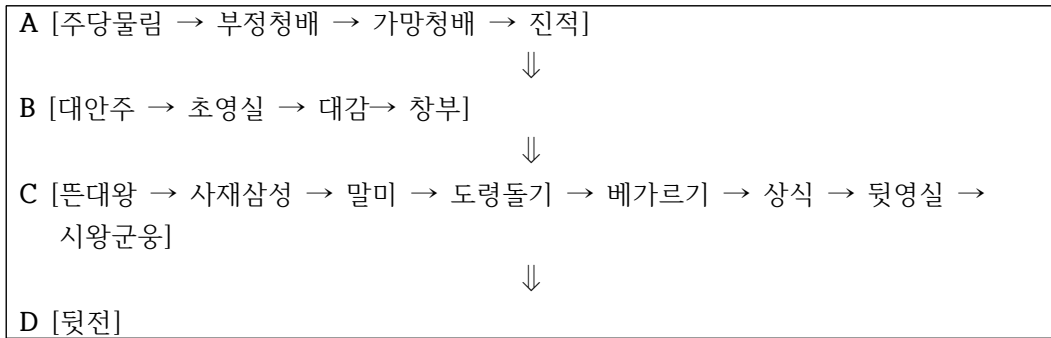 A [주당물림 → 부정청배 → 가망청배 → 진적]
⇓
B [대안주 → 초영실 → 대감→ 창부]
⇓
C [뜬대왕 → 사재삼성 → 말미 → 도령돌기 → 베가르기 → 상식 → 뒷영실 →
시왕군웅]
⇓
D [뒷전]